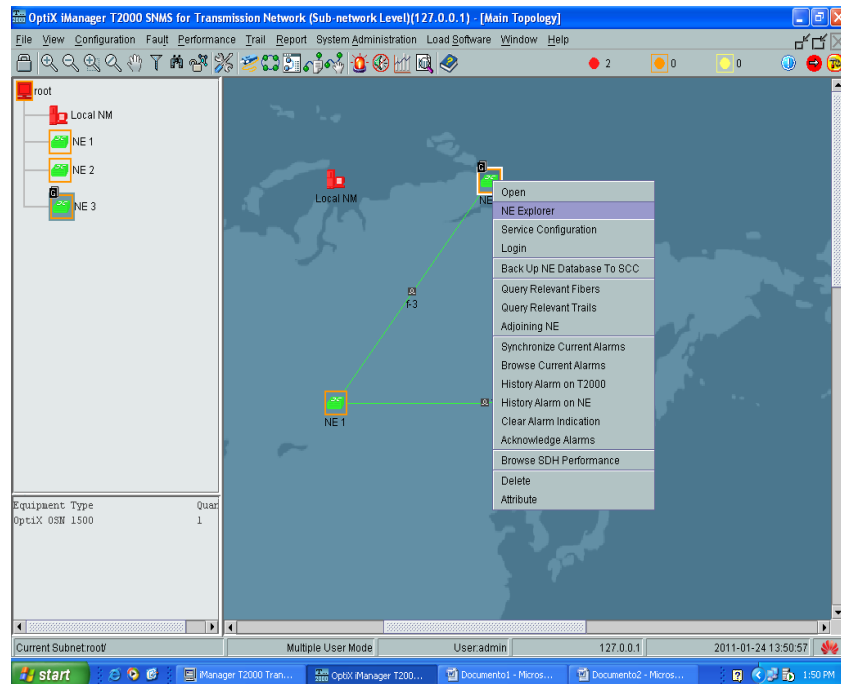 OptiX iManager T2000 SNMS for Transmission Network (Sub-network Level)(127.0.0.1) - [Main Topology]
File View Configuration Fault Performance Trail Report System Administration Load Software Window Help
2 0 0
root
Local NM
NE 1
NE 2
G
NE 3
G
NE
Local NM
f-3
NE 1
Open
NE Explorer
Service Configuration
Login
Back Up NE Database To SCC
Query Relevant Fibers
Query Relevant Trails
Adjoining NE
Synchronize Current Alarms
Browse Current Alarms
History Alarm on T2000
History Alarm on NE
Clear Alarm Indication
Acknowledge Alarms
Browse SDH Performance
Delete
Attribute
Equipment Type Quan
OptiX OSN 1500 1
Current Subnet:root/ Multiple User Mode User:admin 127.0.0.1 2011-01-24 13:50:57
start iManager T2000 Tran... OptiX iManager T200... Documento1 - Micros... Documento2 - Micros... 1:50 PM